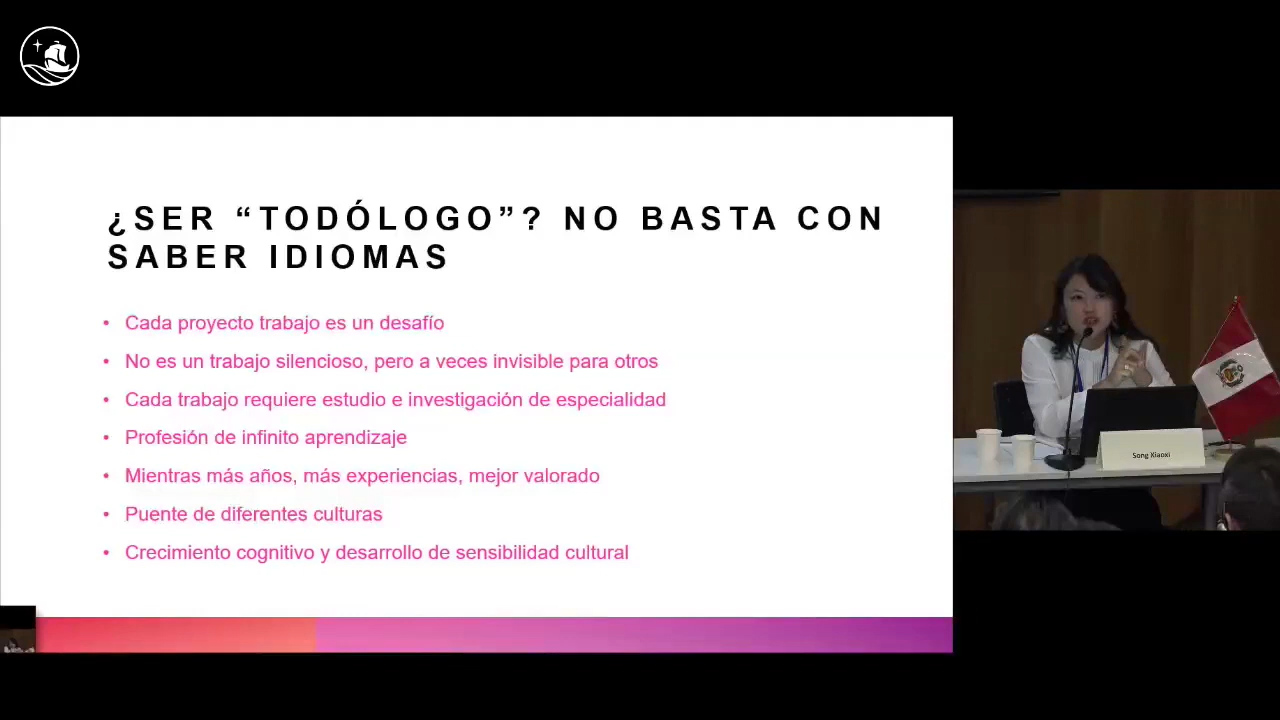 ¿SER “TODÓLOGO”? NO BASTA CON
SABER IDIOMAS
• Cada proyecto trabajo es un desafío
• No es un trabajo silencioso, pero a veces invisible para otros
• Cada trabajo requiere estudio e investigación de especialidad
• Profesión de infinito aprendizaje
• Mientras más años, más experiencias, mejor valorado
• Puente de diferentes culturas
• Crecimiento cognitivo y desarrollo de sensibilidad cultural
Song Xiaoxi